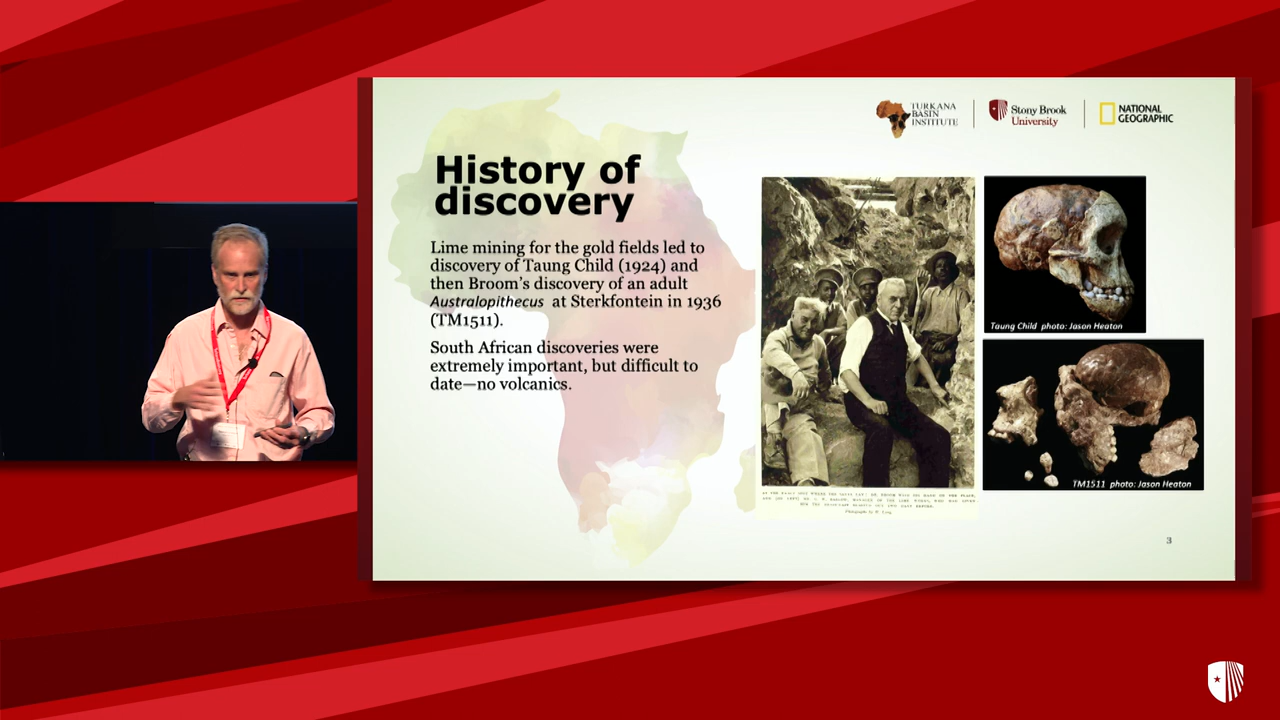 TURKANA
BASIN
INSTITUTE
Stony Brook
University
NATIONAL
GEOGRAPHIC
History of
discovery
Lime mining for the gold fields led to
discovery of Taung Child (1924) and
then Broom’s discovery of an adult
Australopithecus at Sterkfontein in 1936
(TM1511).
South African discoveries were
extremely important, but difficult to
date—no volcanics.
Taung Child photo: Jason Heaton
TM1511 photo: Jason Heaton
3